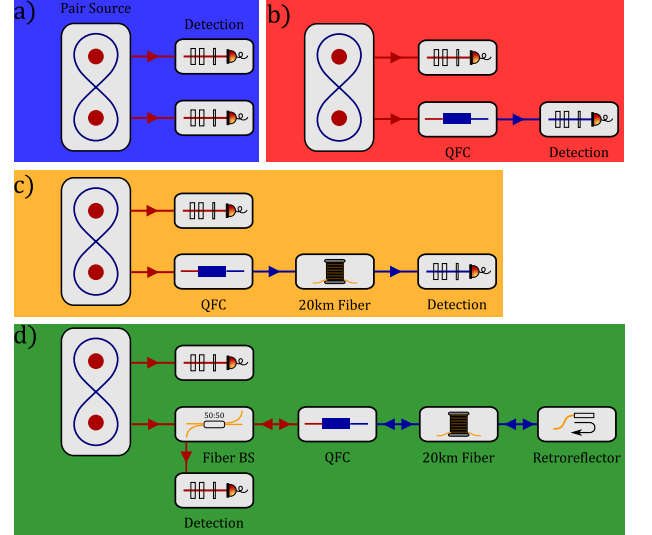 a)
Pair Source
Detection
b)
QFC
Detection
c)
QFC
20km Fiber
Detection
d)
50:50
Fiber BS
QFC
20km Fiber
Retroreflector
Detection